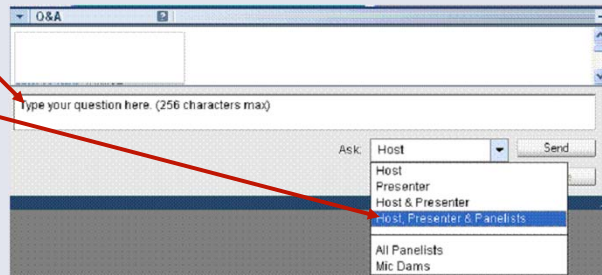 Q&A ?
Type your question here. (256 characters max)
Ask: Host Send
Host
Presenter
Host & Presenter
Host, Presenter & Panelists
All Panelists
Mic Dams